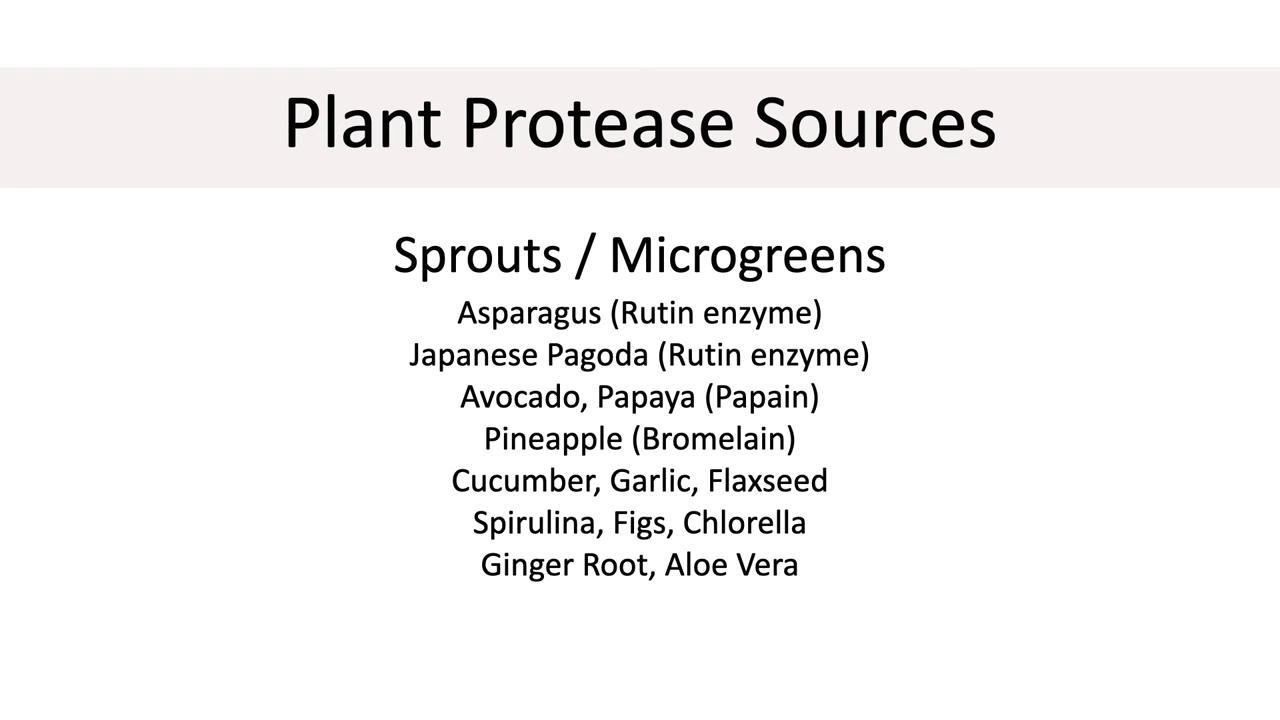 Plant Protease Sources
Sprouts / Microgreens
Asparagus (Rutin enzyme)
Japanese Pagoda (Rutin enzyme)
Avocado, Papaya (Papain)
Pineapple (Bromelain)
Cucumber, Garlic, Flaxseed
Spirulina, Figs, Chlorella
Ginger Root, Aloe Vera